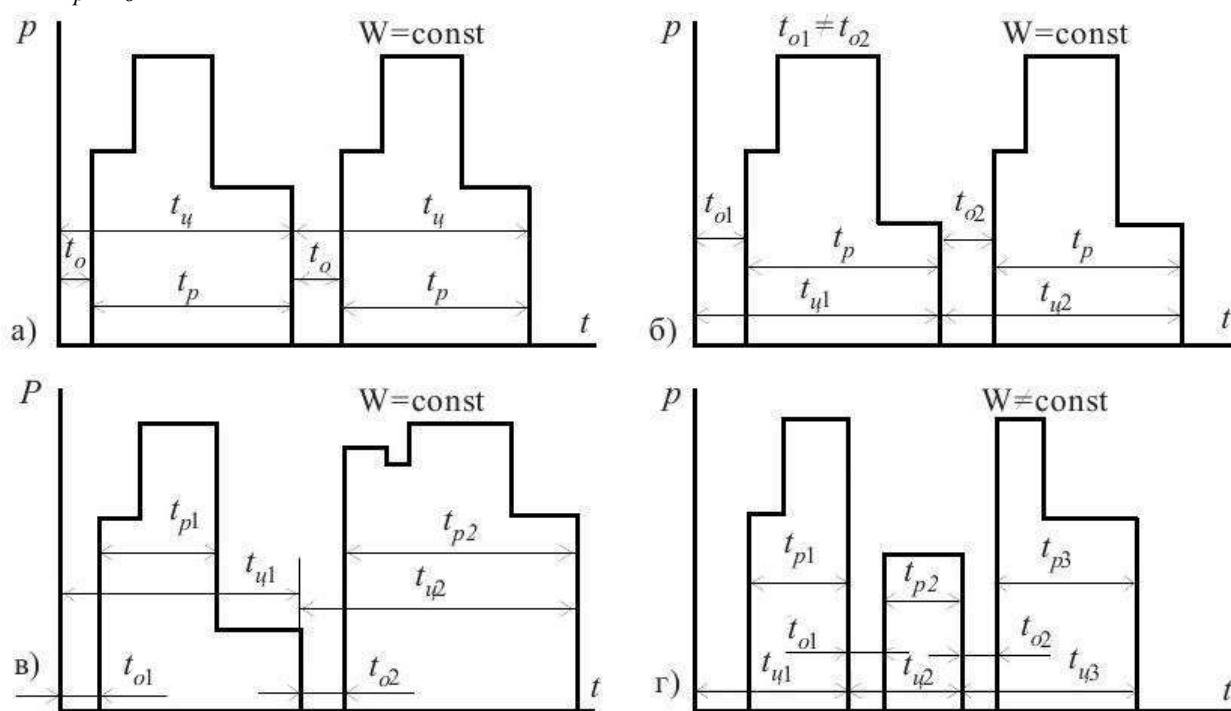 p
W=const
W=const
t_ц
t_ц
t_o
t_o
t_p
t_p
а)
t
p
t_o1≠t_o2
W=const
t_o1
t_o2
t_p
t_p
t_ц1
t_ц2
б)
t
P
W=const
t_p1
t_p2
t_ц1
t_ц2
в)
t_o1
t_o2
t
p
W≠const
t_p1
t_p2
t_p3
t_o1
t_o2
t_ц1
t_ц2
t_ц3
г)
t